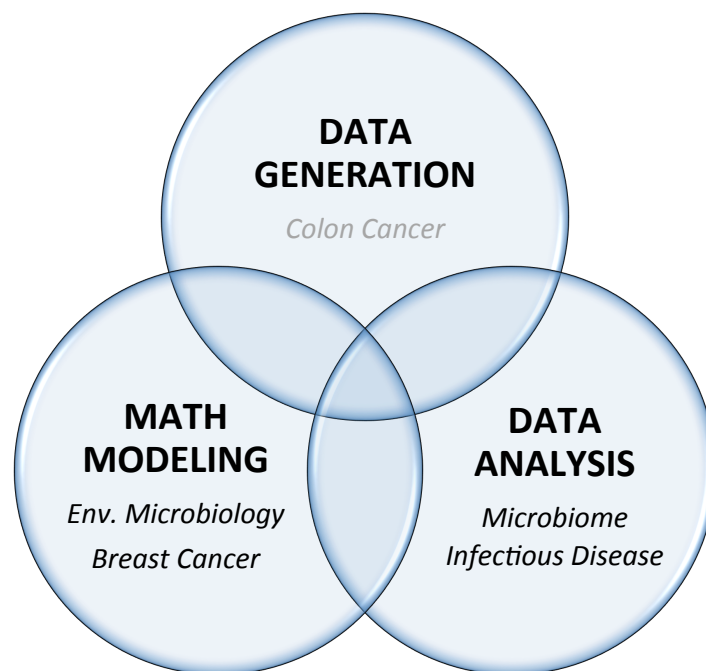 DATA
GENERATION
Colon Cancer
MATH
MODELING
Env. Microbiology
Breast Cancer
DATA
ANALYSIS
Microbiome
Infectious Disease